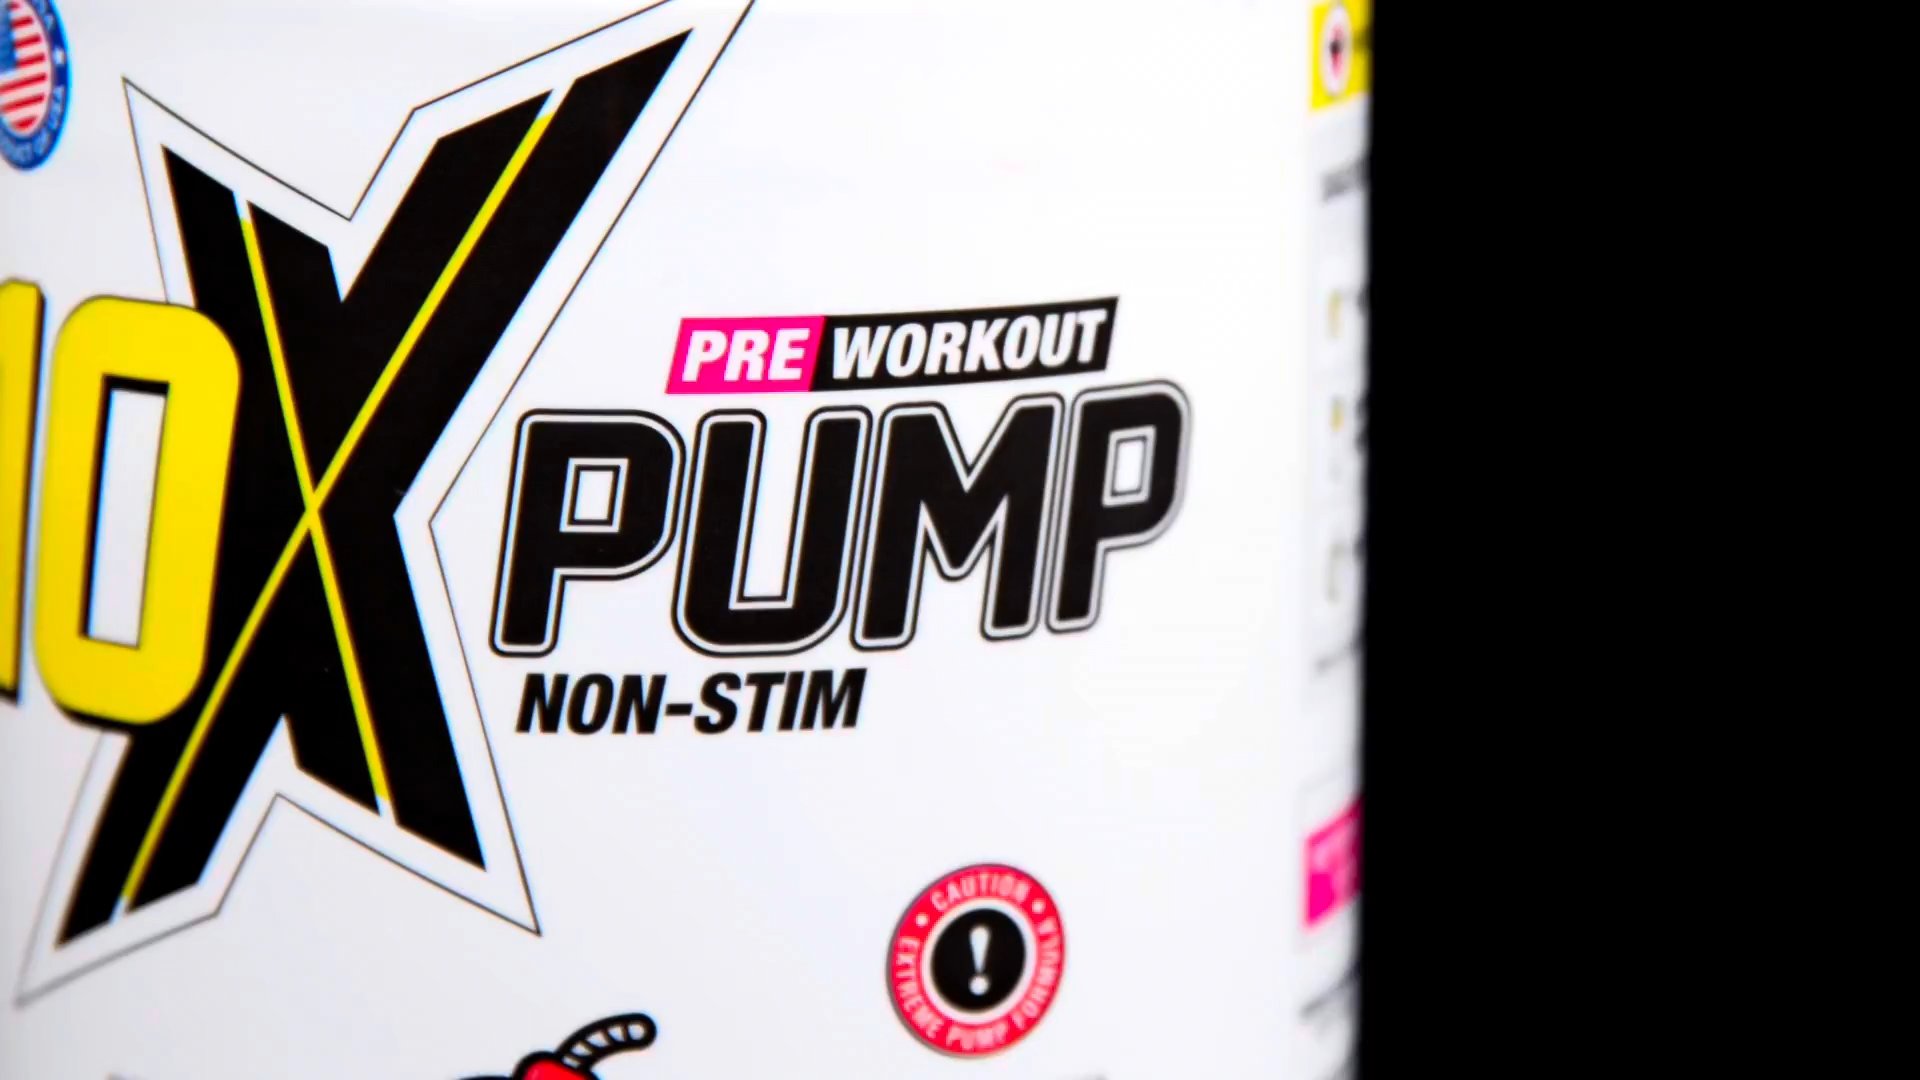 10X
PRE WORKOUT
PUMP
NON-STIM
CAUTION
EXTREME PUMP FORMULA
!